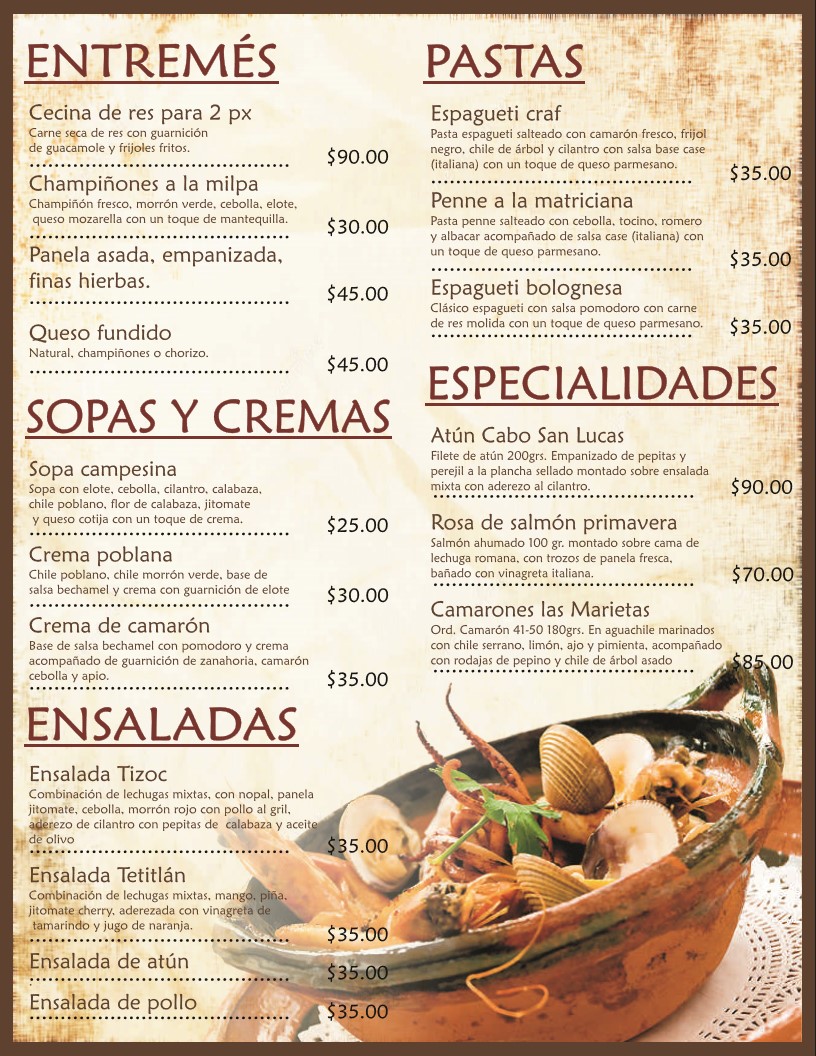 ENTREMÉS
Cecina de res para 2 px
Carne seca de res con guarnición
de guacamole y frijoles fritos.
$90.00
Champiñones a la milpa
Champiñón fresco, morrón verde, cebolla, elote,
queso mozarella con un toque de mantequilla.
$30.00
Panela asada, empanizada,
finas hierbas.
$45.00
Queso fundido
Natural, champiñones o chorizo.
$45.00
SOPAS Y CREMAS
Sopa campesina
Sopa con elote, cebolla, cilantro, calabaza,
chile poblano, flor de calabaza, jitomate
y queso cotija con un toque de crema.
$25.00
Crema poblana
Chile poblano, chile morrón verde, base de
salsa bechamel y crema con guarnición de elote
$30.00
Crema de camarón
Base de salsa bechamel con pomodoro y crema
acompañado de guarnición de zanahoria, camarón
cebolla y apio.
$35.00
ENSALADAS
Ensalada Tizoc
Combinación de lechugas mixtas, con nopal, panela
jitomate, cebolla, morrón rojo con pollo al gril,
aderezo de cilantro con pepitas de calabaza y aceite
de olivo
$35.00
Ensalada Tetitlán
Combinación de lechugas mixtas, mango, piña,
jitomate cherry, aderezada con vinagreta de
tamarindo y jugo de naranja.
$35.00
Ensalada de atún
$35.00
Ensalada de pollo
$35.00
PASTAS
Espagueti craf
Pasta espagueti salteado con camarón fresco, frijol
negro, chile de árbol y cilantro con salsa base case
(italiana) con un toque de queso parmesano.
$35.00
Penne a la matriciana
Pasta penne salteado con cebolla, tocino, romero
y albacar acompañado de salsa case (italiana) con
un toque de queso parmesano.
$35.00
Espagueti bolognesa
Clásico espagueti con salsa pomodoro con carne
de res molida con un toque de queso parmesano.
$35.00
ESPECIALIDADES
Atún Cabo San Lucas
Filete de atún 200grs. Empanizado de pepitas y
perejil a la plancha sellado montado sobre ensalada
mixta con aderezo al cilantro.
$90.00
Rosa de salmón primavera
Salmón ahumado 100 gr. montado sobre cama de
lechuga romana, con trozos de panela fresca,
bañado con vinagreta italiana.
$70.00
Camarones las Marietas
Ord. Camarón 41-50 180grs. En aguachile marinados
con chile serrano, limón, ajo y pimienta, acompañado
con rodajas de pepino y chile de árbol asado
$85.00